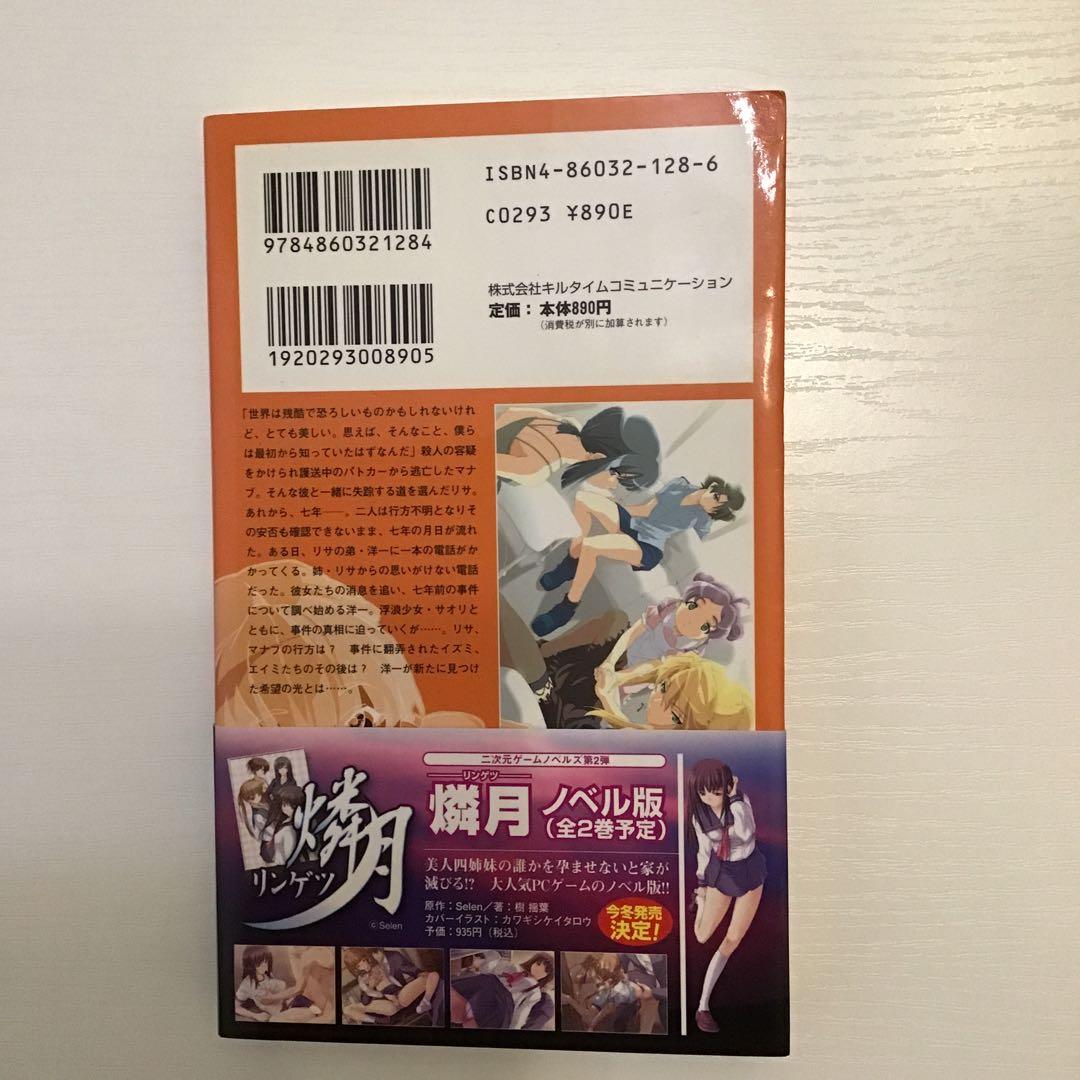 ISBN4-86032-128-6
C0293 ¥890E
9784860321284
株式会社キルタイムコミュニケーション
定価：本体890円
（消費税が別に加算されます）
1920293008905
「世界は残酷で恐ろしいものかもしれないけれ
ど、とても美しい。思えば、そんなこと、僕ら
は最初から知っていたはずなんだ」殺人の容疑
をかけられ護送中のパトカーから逃亡したマナ
ブ。そんな彼と一緒に失踪する道を選んだリサ。
あれから、七年――。二人は行方不明となりそ
の安否も確認できないまま、七年の月日が流れ
た。ある日、リサの弟・洋一に一本の電話がか
かってくる。姉・リサからの思いがけない電話
だった。彼女たちの消息を追い、七年前の事件
について調べ始める洋一。浮浪少女・サオリと
ともに、事件の真相に迫っていくが……。リサ、
マナブの行方は？　事件に翻弄されたイズミ、
エイミたちのその後は？　洋一が新たに見つけ
た希望の光とは……。
二次元ゲームノベルズ第2弾
リンゲツ
燐月 ノベル版
（全2巻予定）
燐月
リンゲツ
©Selen
美人四姉妹の誰かを孕ませないと家が
滅びる!?　大人気PCゲームのノベル版!!
原作：Selen／著：樹 揺葉
カバーイラスト：カワギシケイタロウ
予価：935円〔税込〕
今冬発売
決定！